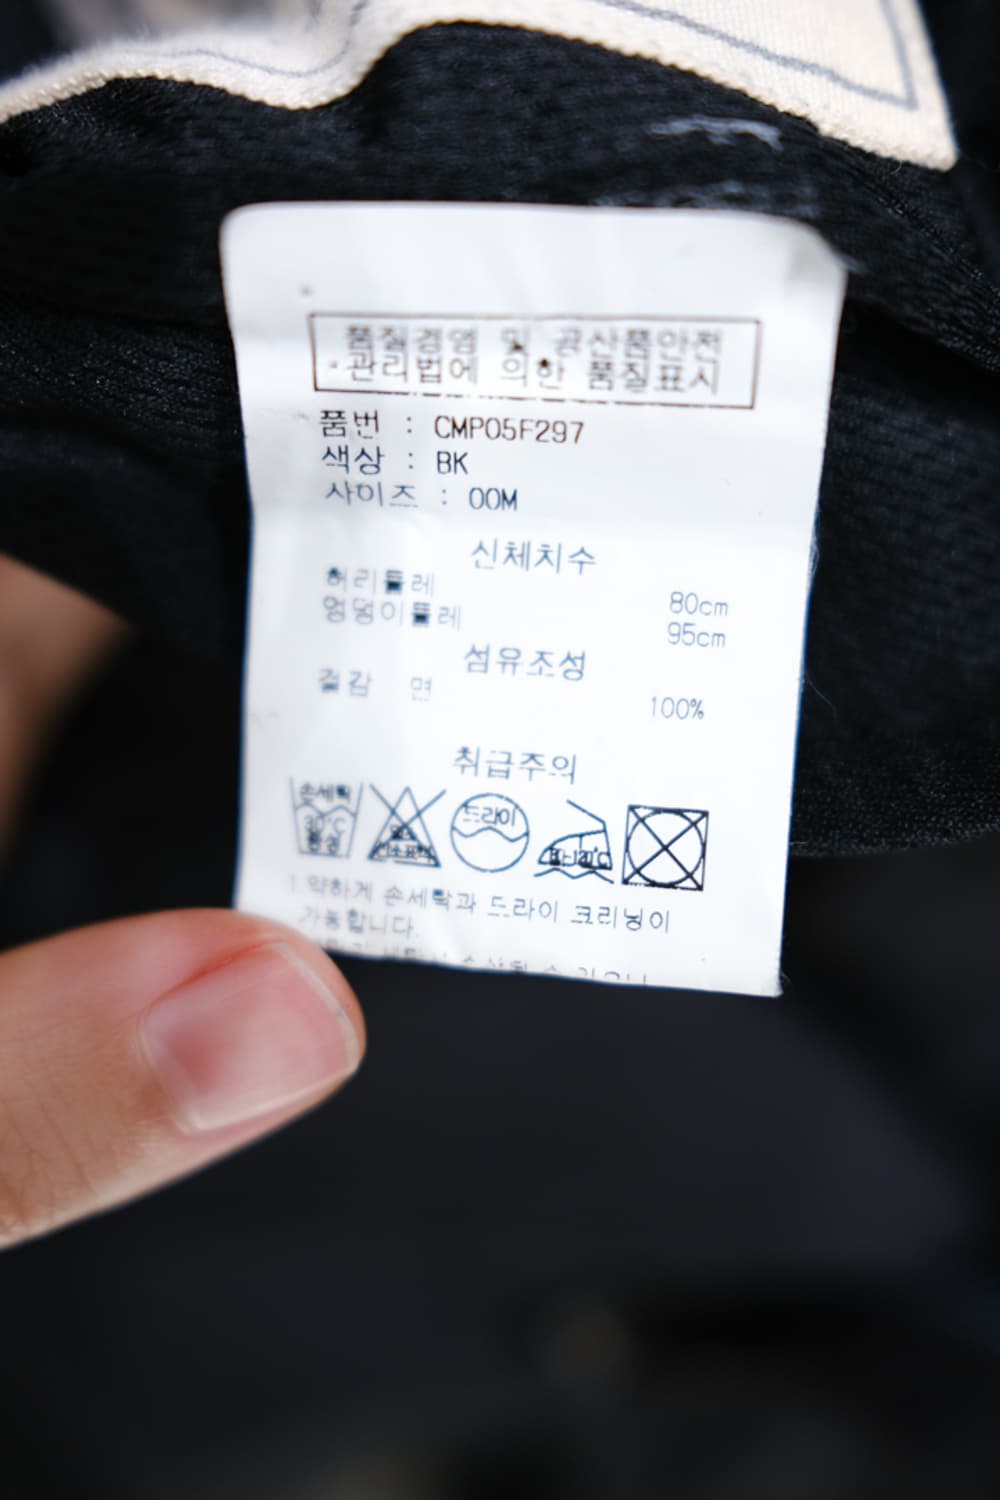 품질경영 및 공산품안전
관리법에 의한 품질표시
품번 : CMP05F297
색상 : BK
사이즈 : 00M
신체치수
허리둘레 80cm
엉덩이둘레 95cm
섬유조성
겉감 면 100%
취급주의
손세탁 드라이
30℃
중성
1.약하게 손세탁과 드라이 크리닝이
가능합니다.